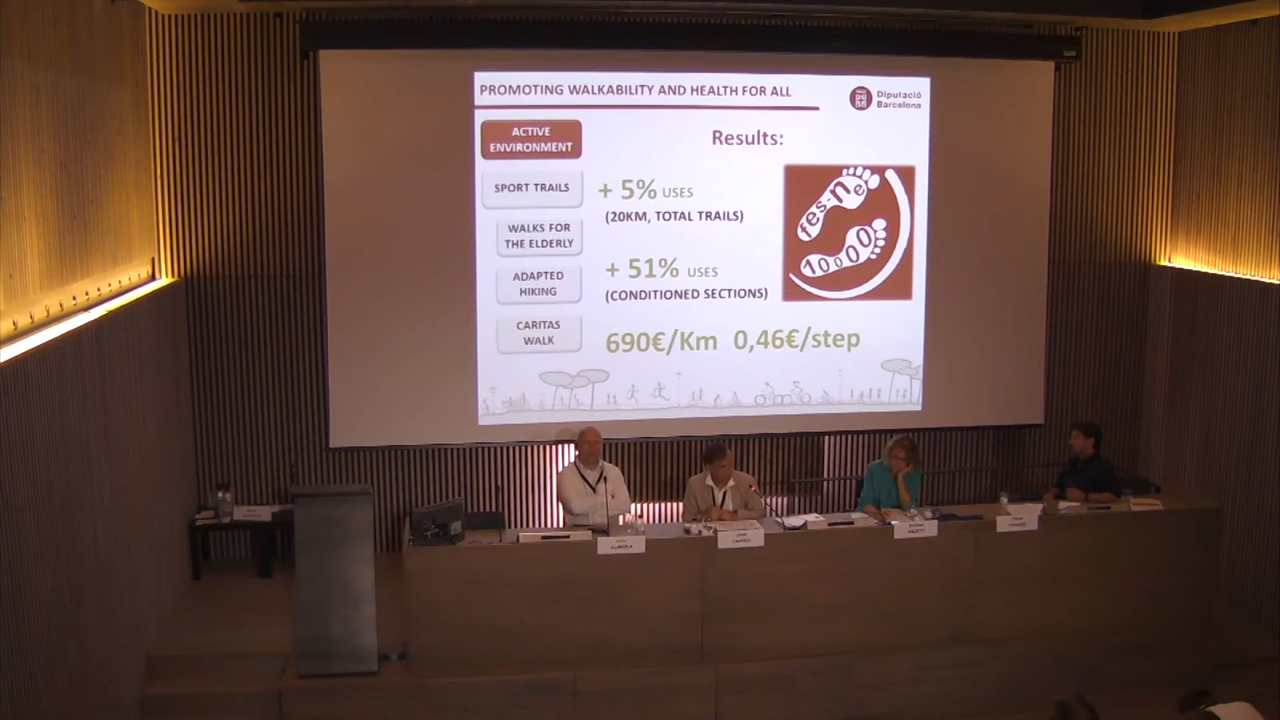 PROMOTING WALKABILITY AND HEALTH FOR ALL
Diputació
Barcelona
ACTIVE
ENVIRONMENT
Results:
SPORT TRAILS
+ 5% USES
(20KM, TOTAL TRAILS)
WALKS FOR
THE ELDERLY
+ 51% USES
(CONDITIONED SECTIONS)
ADAPTED
HIKING
CARITAS
WALK
690€/Km 0,46€/step
fes-ne
10000